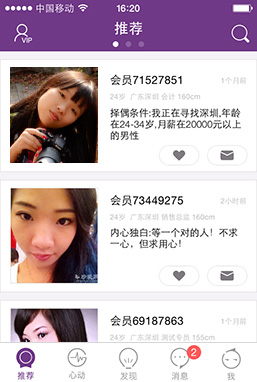 中国移动 16:20
推荐
VIP
会员71527851 1个月前
24岁 广东深圳 会计 160cm
择偶条件:我正在寻找深圳,年龄
在24-34岁,月薪在20000元以上
的男性
会员73449275 2小时前
24岁 广东深圳 销售总监 160cm
内心独白:等一个对的人！不求
一心，但求用心！
会员69187863 1个月前
24岁 广东深圳 测试专员 155cm
推荐 心动 发现 消息 2 我